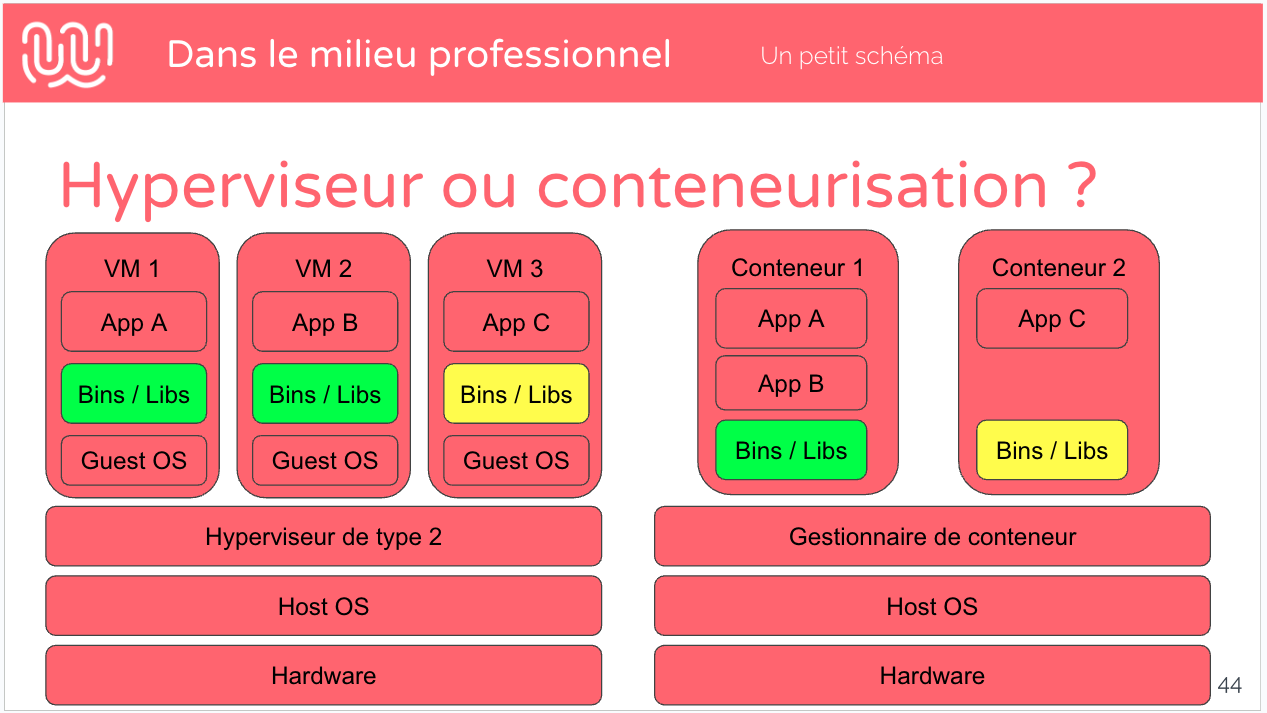 Dans le milieu professionnel
Un petit schéma
Hyperviseur ou conteneurisation ?
VM 1
App A
Bins / Libs
Guest OS
VM 2
App B
Bins / Libs
Guest OS
VM 3
App C
Bins / Libs
Guest OS
Hyperviseur de type 2
Host OS
Hardware
Conteneur 1
App A
App B
Bins / Libs
Conteneur 2
App C
Bins / Libs
Gestionnaire de conteneur
Host OS
Hardware
44